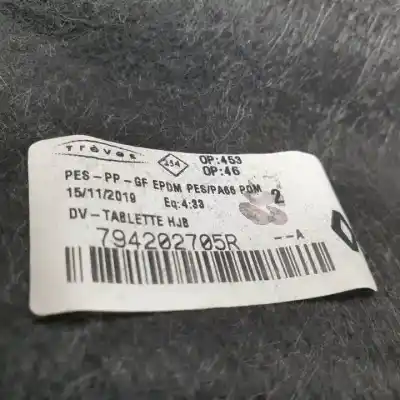 Trèves
254
OP:453
OP:46
PES-PP-GF EPDM PES/PA66 POM
15/11/2019 Eq:4:33
2
DV-TABLETTE HJB
794202705R --A